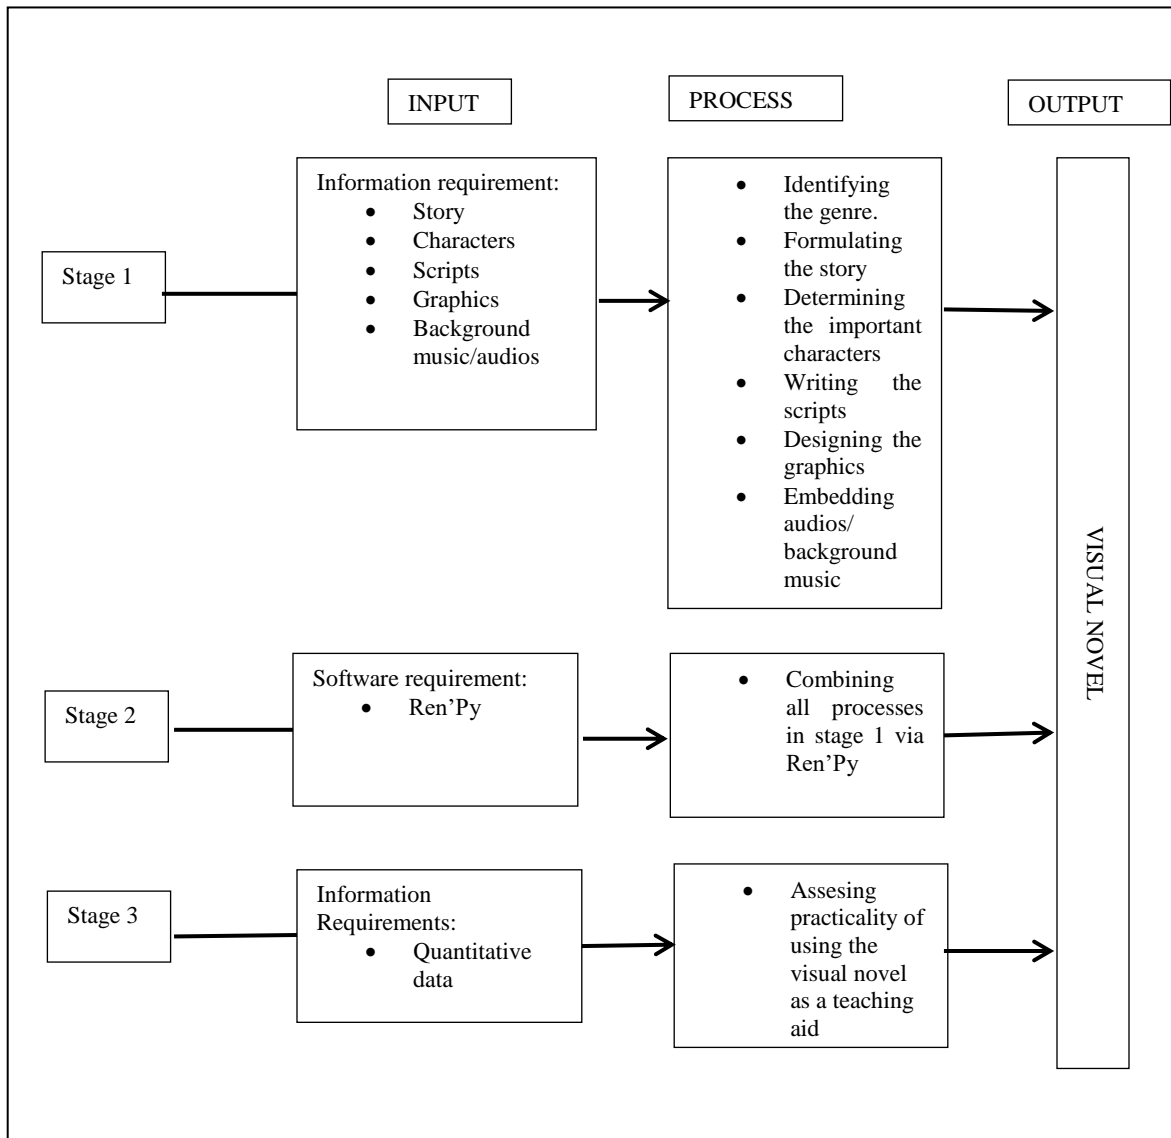 INPUT
PROCESS
OUTPUT
Stage 1
Information requirement:
● Story
● Characters
● Scripts
● Graphics
● Background
music/audios
● Identifying
the genre.
● Formulating
the story
● Determining
the important
characters
● Writing the
scripts
● Designing the
graphics
● Embedding
audios/
background
music
VISUAL NOVEL
Stage 2
Software requirement:
● Ren’Py
● Combining
all processes
in stage 1 via
Ren’Py
Stage 3
Information
Requirements:
● Quantitative
data
● Assesing
practicality of
using the
visual novel
as a teaching
aid